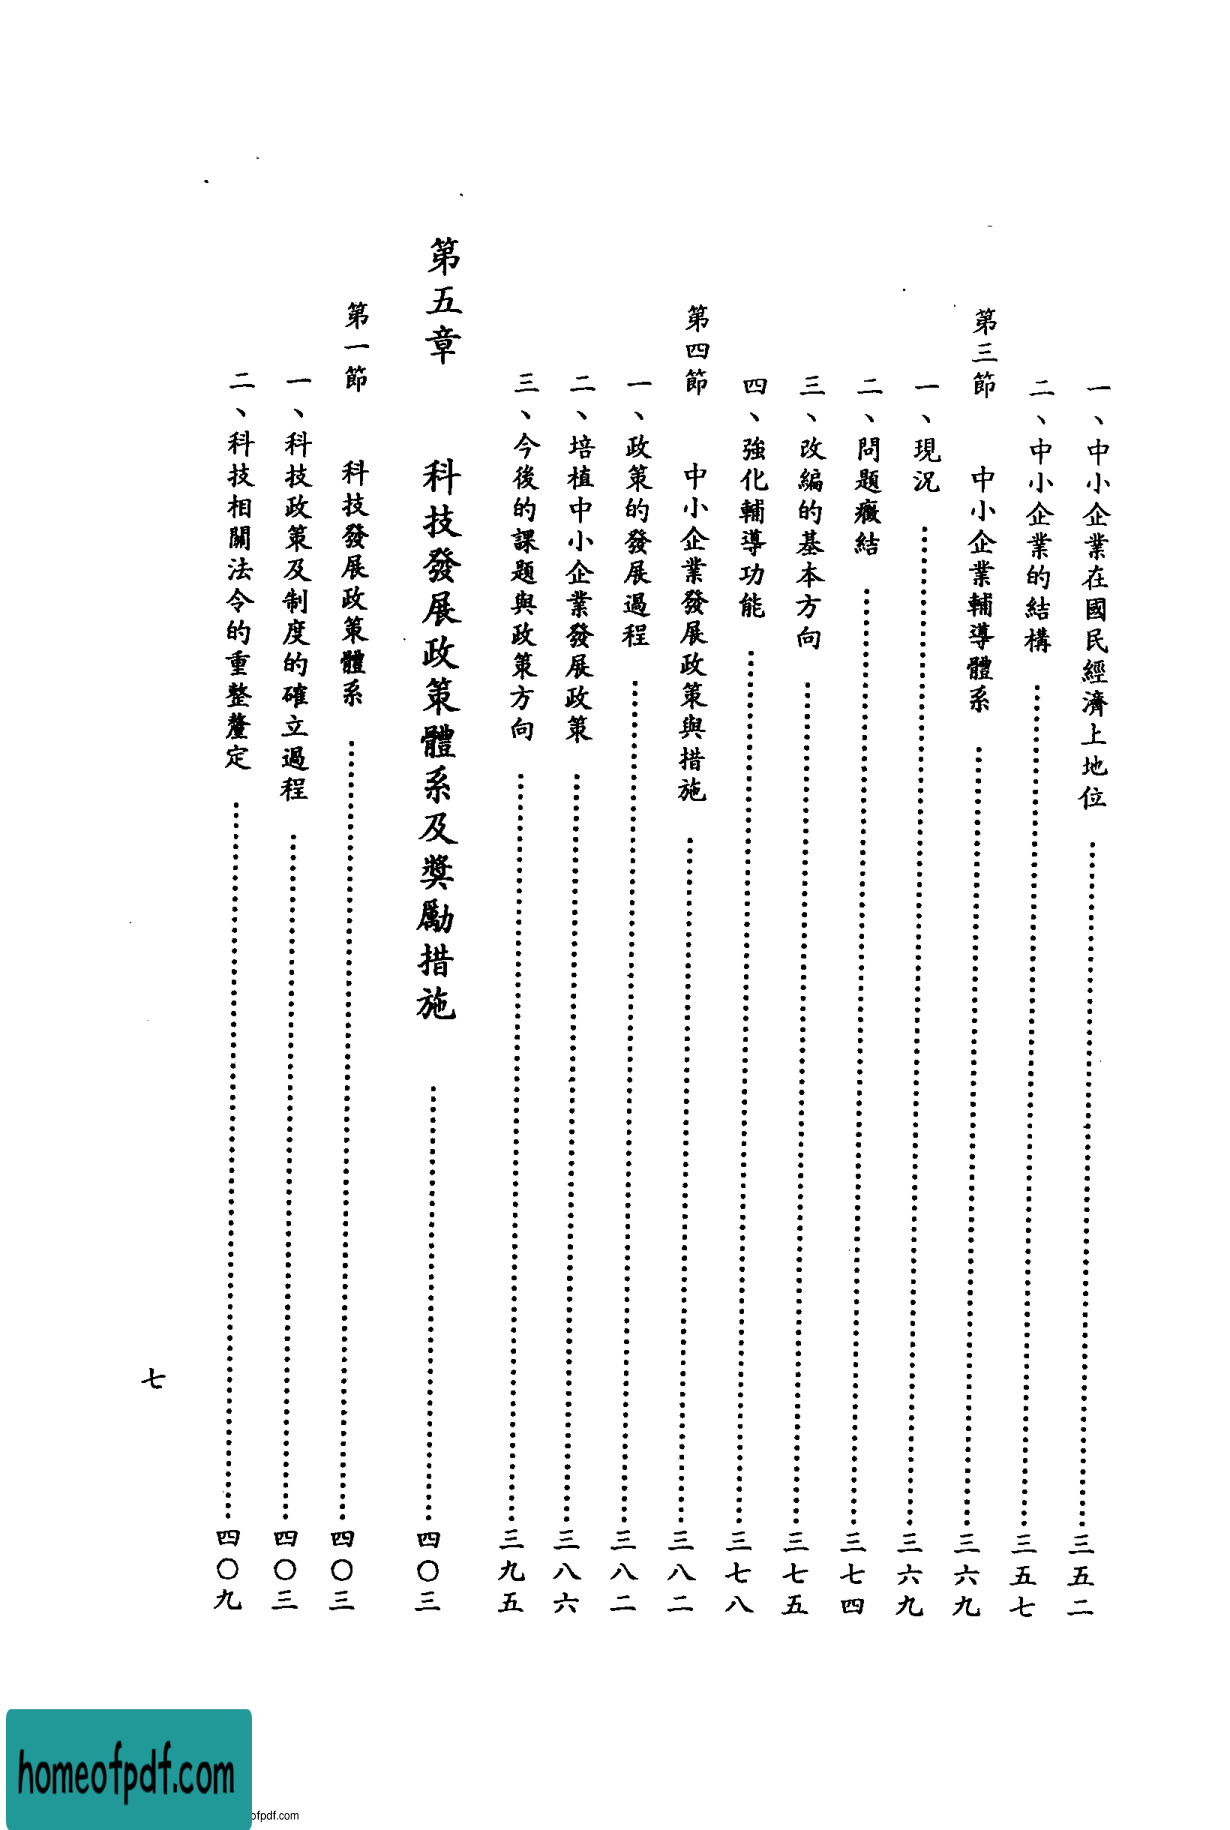 一、中小企業在國民經濟上地位……三五二
二、中小企業的結構……三五七
第三節 中小企業輔導體系……三六九
一、現況……三六九
二、問題癥結……三七四
三、改編的基本方向……三七五
四、強化輔導功能……三七八
第四節 中小企業發展政策與措施……三八二
一、政策的發展過程……三八二
二、培植中小企業發展政策……三八六
三、今後的課題與政策方向……三九五
第五章 科技發展政策體系及獎勵措施……四〇三
第一節 科技發展政策體系……四〇三
一、科技政策及制度的確立過程……四〇三
二、科技相關法令的重整釐定……四〇九
七
homeofpdf.com
ofpdf.com